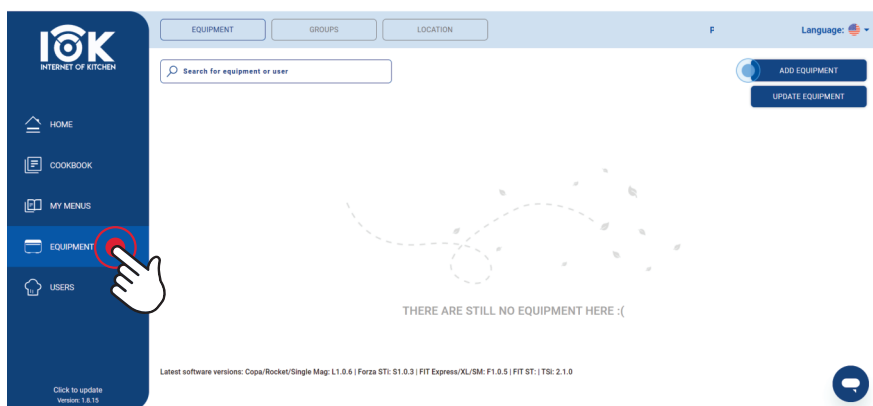 IOK
INTERNET OF KITCHEN
EQUIPMENT
GROUPS
LOCATION
F
Language:
Search for equipment or user
ADD EQUIPMENT
UPDATE EQUIPMENT
HOME
COOKBOOK
MY MENUS
EQUIPMENT
USERS
THERE ARE STILL NO EQUIPMENT HERE :(
Latest software versions: Copa/Rocket/Single Mag: L1.0.6 | Forza STi: S1.0.3 | FIT Express/XL/SM: F1.0.5 | FIT ST: | TSI: 2.1.0
Click to update
Version: 1.8.15